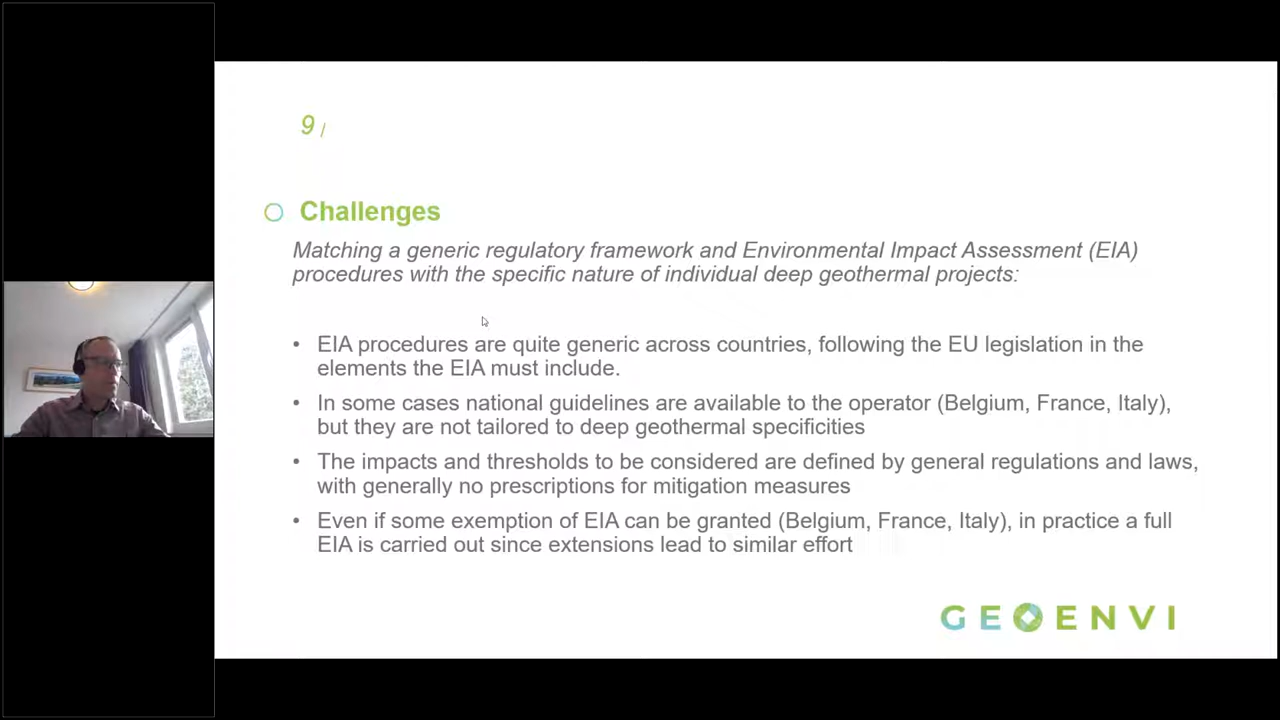 9 /
Challenges
Matching a generic regulatory framework and Environmental Impact Assessment (EIA)
procedures with the specific nature of individual deep geothermal projects:
• EIA procedures are quite generic across countries, following the EU legislation in the
elements the EIA must include.
• In some cases national guidelines are available to the operator (Belgium, France, Italy),
but they are not tailored to deep geothermal specificities
• The impacts and thresholds to be considered are defined by general regulations and laws,
with generally no prescriptions for mitigation measures
• Even if some exemption of EIA can be granted (Belgium, France, Italy), in practice a full
EIA is carried out since extensions lead to similar effort
GEOENVI